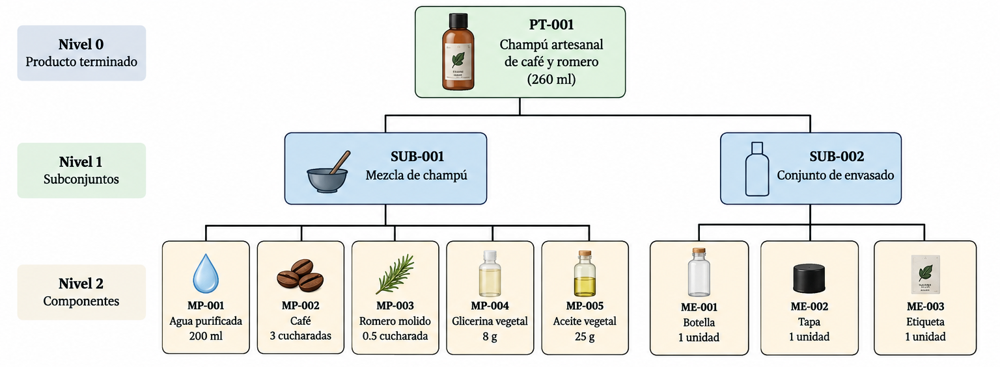 PT-001
Champú artesanal
de café y romero
(260 ml)
Nivel 0
Producto terminado
Nivel 1
Subconjuntos
SUB-001
Mezcla de champú
SUB-002
Conjunto de envasado
Nivel 2
Componentes
MP-001
Agua purificada
200 ml
MP-002
Café
3 cucharadas
MP-003
Romero molido
0.5 cucharada
MP-004
Glicerina vegetal
8 g
MP-005
Aceite vegetal
25 g
ME-001
Botella
1 unidad
ME-002
Tapa
1 unidad
ME-003
Etiqueta
1 unidad